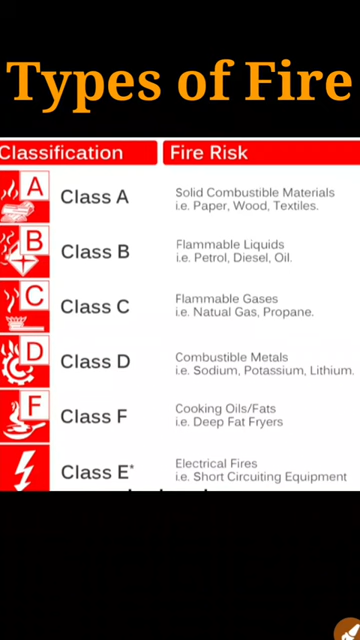 Types of Fire
Classification
Fire Risk
A
Class A
Solid Combustible Materials
i.e. Paper, Wood, Textiles.
B
Class B
Flammable Liquids
i.e. Petrol, Diesel, Oil.
C
Class C
Flammable Gases
i.e. Natual Gas, Propane.
D
Class D
Combustible Metals
i.e. Sodium, Potassium, Lithium.
F
Class F
Cooking Oils/Fats
i.e. Deep Fat Fryers
Class E*
Electrical Fires
i.e. Short Circuiting Equipment